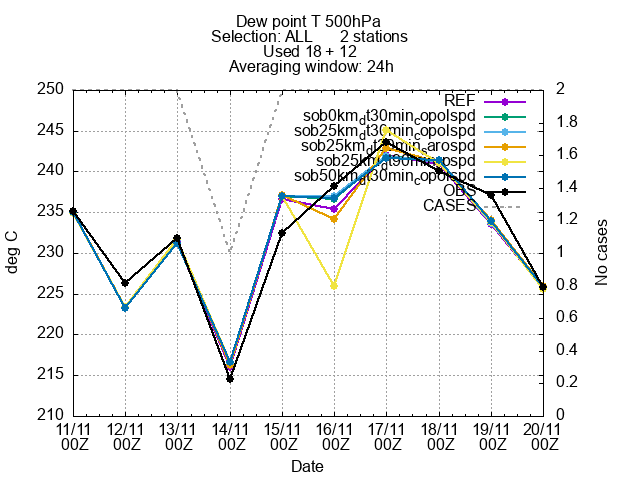 Dew point T 500hPa
Selection: ALL 2 stations
Used 18 + 12
Averaging window: 24h
REF
sob0km_dt30min_copolspd
sob25km_dt30min_copolspd
sob25km_dt30min_sarospd
sob50km_dt30min_copolspd
OBS
CASES
250
245
240
235
230
225
220
215
210
deg C
2
1.8
1.6
1.4
1.2
1
0.8
0.6
0.4
0.2
0
No cases
11/11 12/11 13/11 14/11 15/11 16/11 17/11 18/11 19/11 20/11
00Z 00Z 00Z 00Z 00Z 00Z 00Z 00Z 00Z 00Z
Date